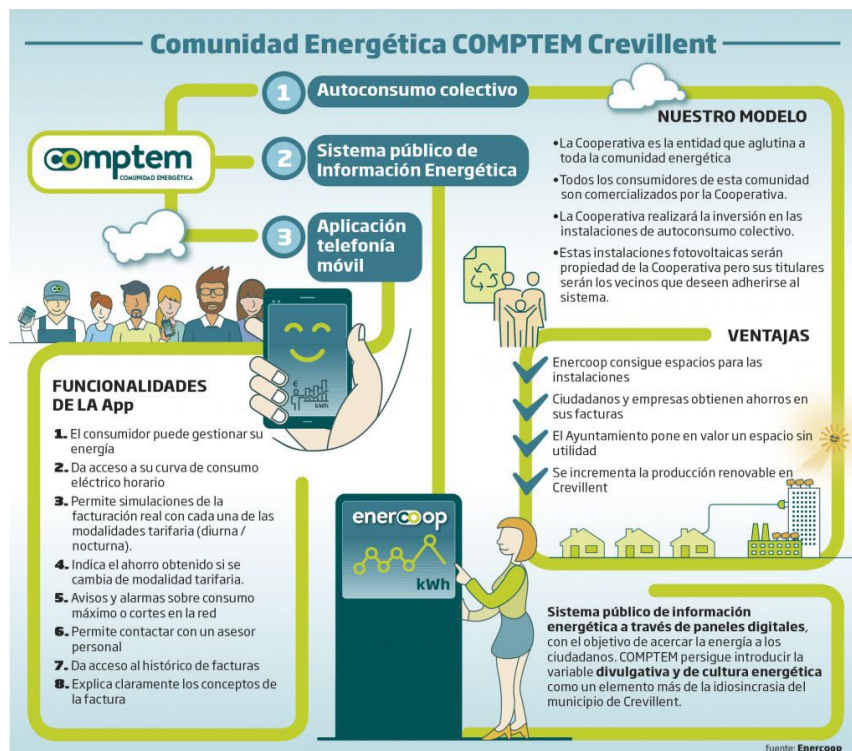 Comunidad Energética COMPTEM Crevillent
comptem
COMUNIDAD ENERGÉTICA
1 Autoconsumo colectivo
2 Sistema público de
Información Energética
3 Aplicación
telefonía
móvil
NUESTRO MODELO
•La Cooperativa es la entidad que aglutina a
toda la comunidad energética
•Todos los consumidores de esta comunidad
son comercializados por la Cooperativa.
•La Cooperativa realizará la inversión en las
instalaciones de autoconsumo colectivo.
•Estas instalaciones fotovoltaicas serán
propiedad de la Cooperativa pero sus titulares
serán los vecinos que deseen adherirse al
sistema.
VENTAJAS
Enercoop consigue espacios para las
instalaciones
Ciudadanos y empresas obtienen ahorros en
sus facturas
El Ayuntamiento pone en valor un espacio sin
utilidad
Se incrementa la producción renovable en
Crevillent
€
kWh
FUNCIONALIDADES
DE LA App
1. El consumidor puede gestionar su
energía
2. Da acceso a su curva de consumo
eléctrico horario
3. Permite simulaciones de la
facturación real con cada una de las
modalidades tarifaria (diurna /
nocturna).
4. Indica el ahorro obtenido si se
cambia de modalidad tarifaria.
5. Avisos y alarmas sobre consumo
máximo o cortes en la red
6. Permite contactar con un asesor
personal
7. Da acceso al histórico de facturas
8. Explica claramente los conceptos de
la factura
enercoop
kWh
Sistema público de información
energética a través de paneles digitales,
con el objetivo de acercar la energía a los
ciudadanos. COMPTEM persigue introducir la
variable divulgativa y de cultura energética
como un elemento más de la idiosincrasia del
municipio de Crevillent.
fuente: Enercoop